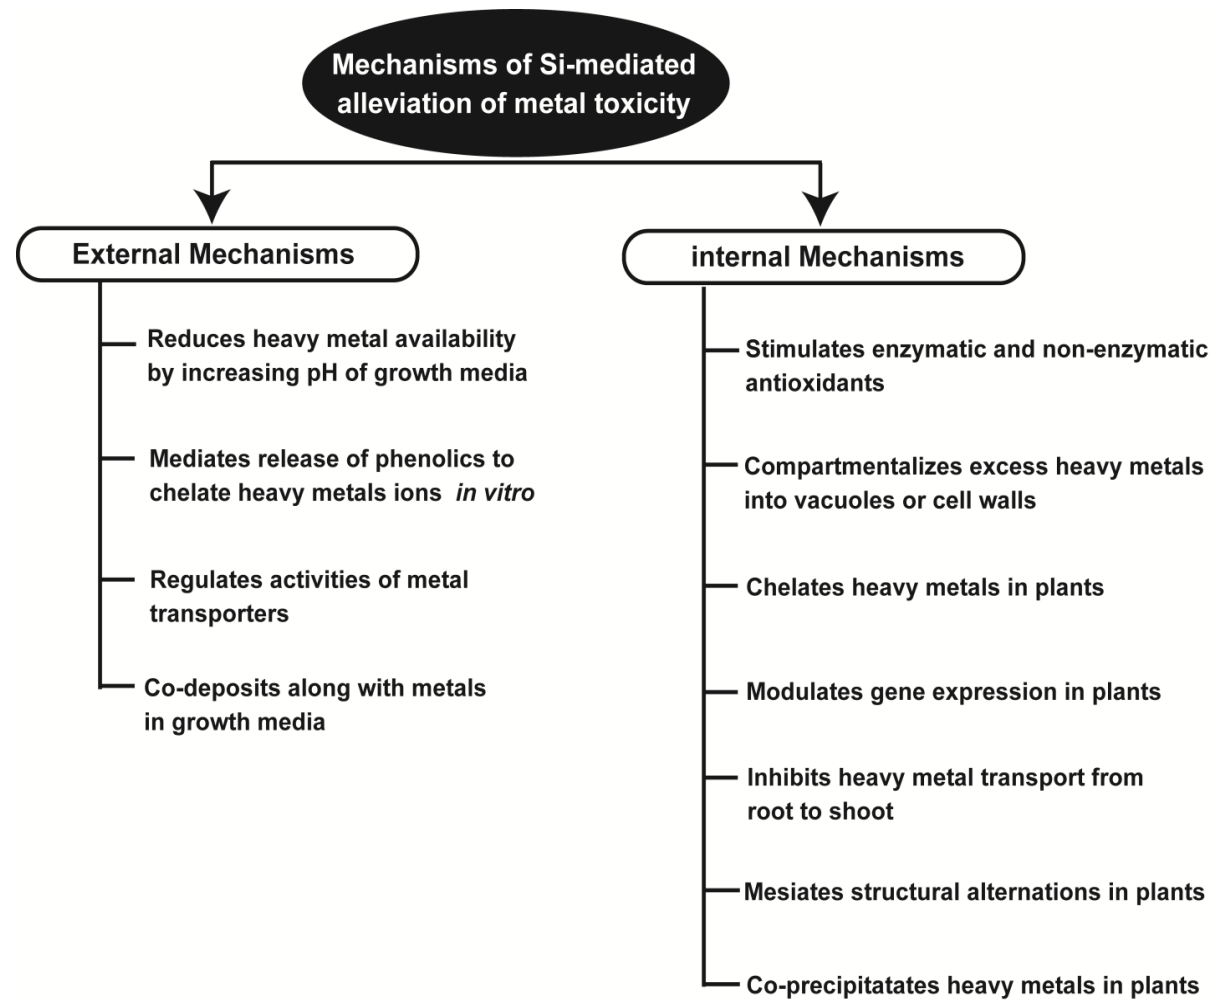 Mechanisms of Si-mediated
alleviation of metal toxicity
External Mechanisms
Reduces heavy metal availability
by increasing pH of growth media
Mediates release of phenolics to
chelate heavy metals ions in vitro
Regulates activities of metal
transporters
Co-deposits along with metals
in growth media
internal Mechanisms
Stimulates enzymatic and non-enzymatic
antioxidants
Compartmentalizes excess heavy metals
into vacuoles or cell walls
Chelates heavy metals in plants
Modulates gene expression in plants
Inhibits heavy metal transport from
root to shoot
Mesiates structural alternations in plants
Co-precipitatates heavy metals in plants